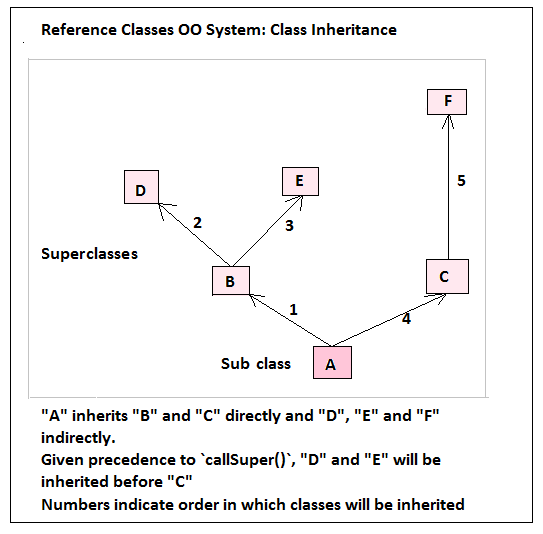 Reference Classes OO System: Class Inheritance
F
D
E
5
2
3
Superclasses
B
C
1
4
Sub class
A
"A" inherits "B" and "C" directly and "D", "E" and "F"
indirectly.
Given precedence to `callSuper()`, "D" and "E" will be
inherited before "C"
Numbers indicate order in which classes will be inherited